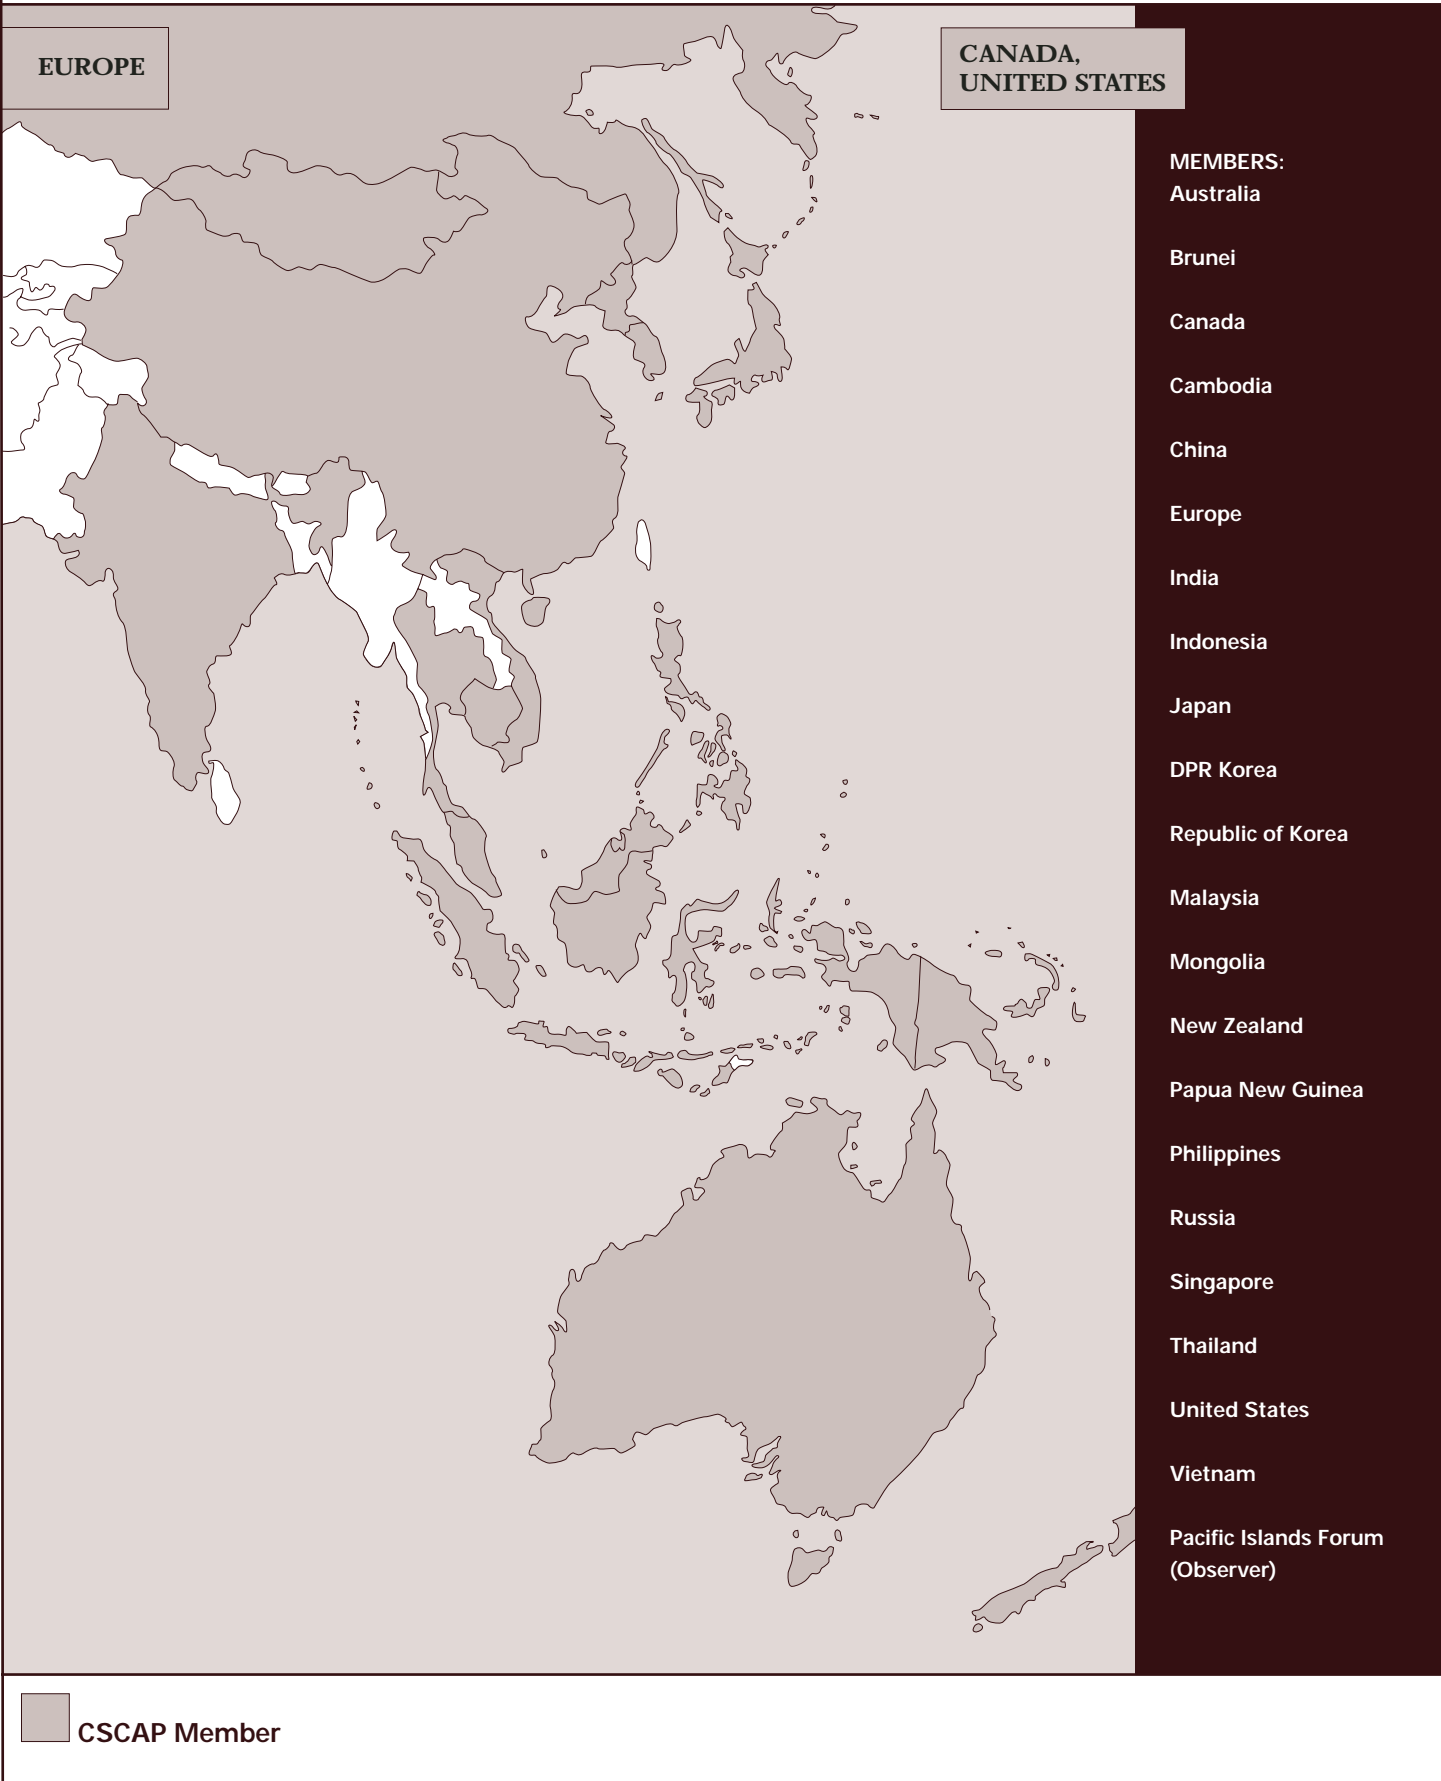 EUROPE
CANADA,
UNITED STATES
MEMBERS:
Australia
Brunei
Canada
Cambodia
China
Europe
India
Indonesia
Japan
DPR Korea
Republic of Korea
Malaysia
Mongolia
New Zealand
Papua New Guinea
Philippines
Russia
Singapore
Thailand
United States
Vietnam
Pacific Islands Forum
(Observer)
CSCAP Member